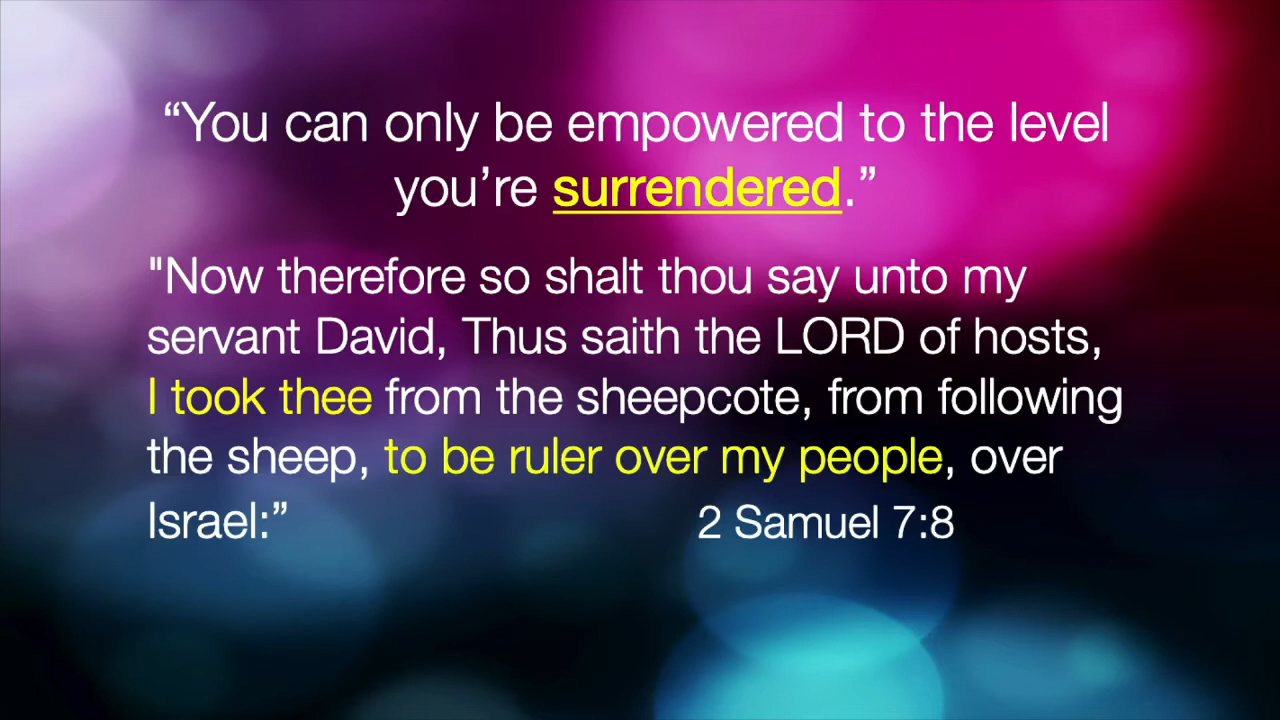 “You can only be empowered to the level
you’re surrendered.”
"Now therefore so shalt thou say unto my
servant David, Thus saith the LORD of hosts,
I took thee from the sheepcote, from following
the sheep, to be ruler over my people, over
Israel:” 2 Samuel 7:8